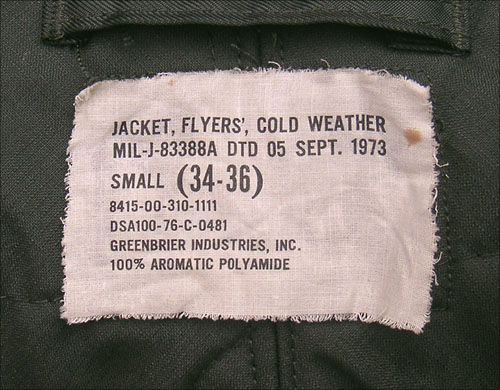 JACKET, FLYERS', COLD WEATHER
MIL-J-83388A DTD 05 SEPT. 1973
SMALL (34-36)
8415-00-310-1111
DSA100-76-C-0481
GREENBRIER INDUSTRIES, INC.
100% AROMATIC POLYAMIDE